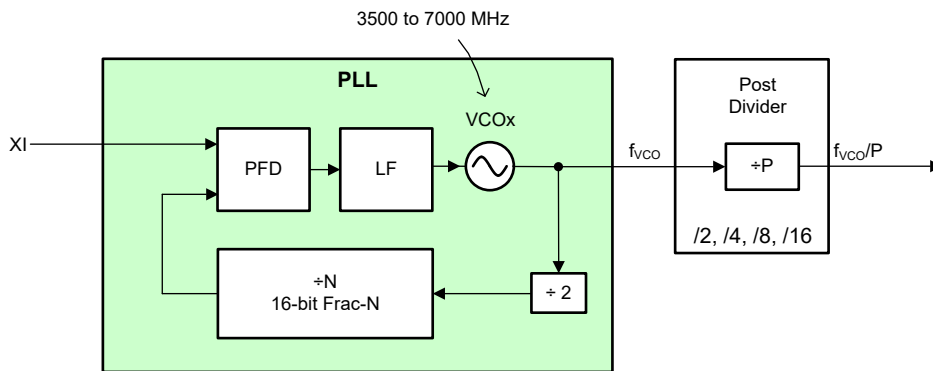 3500 to 7000 MHz
PLL
VCOx
XI
PFD
LF
fVCO
Post
Divider
÷P
fVCO/P
/2, /4, /8, /16
÷N
16-bit Frac-N
÷ 2